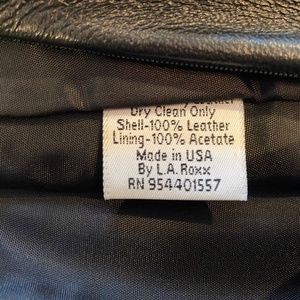 Dry Clean Only
Shell-100% Leather
Lining-100% Acetate
Made in USA
By L.A. Roxx
RN 954401557